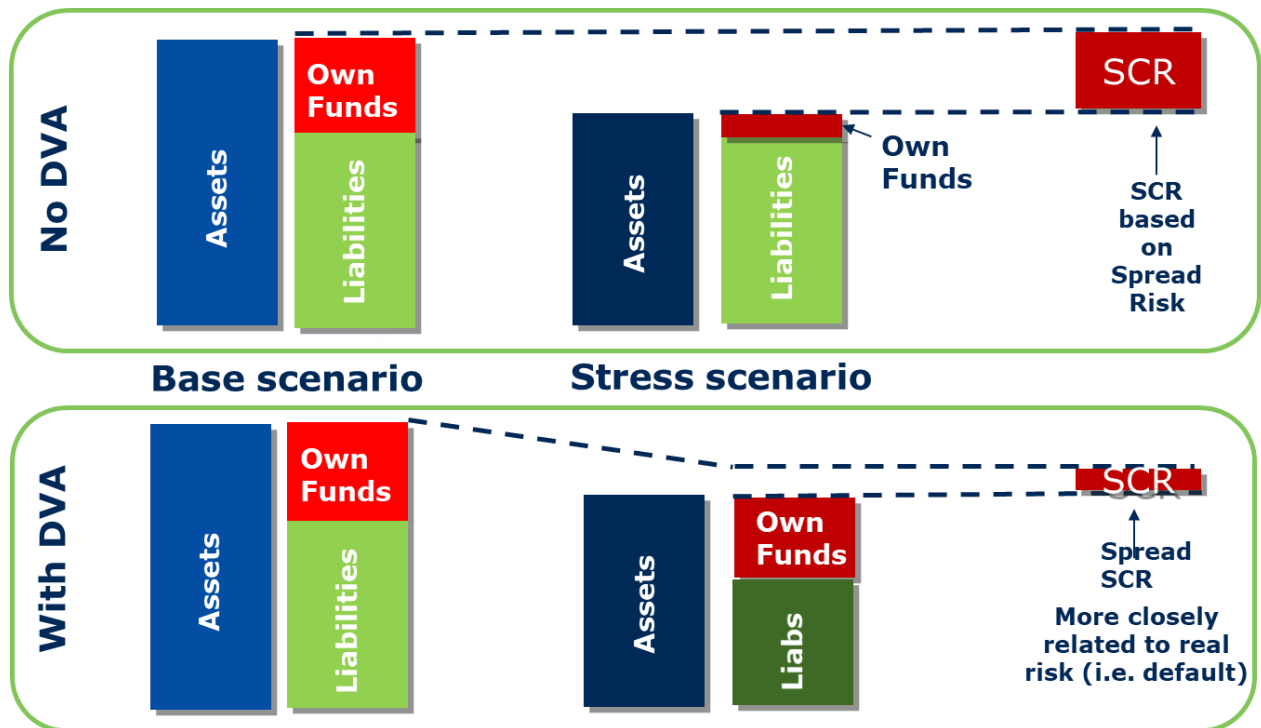 No DVA
Assets
Own
Funds
Liabilities
Assets
Liabilities
Own
Funds
SCR
SCR
based
on
Spread
Risk
Base scenario
Stress scenario
With DVA
Assets
Own
Funds
Liabilities
Assets
Own
Funds
Liabs
SCR
Spread
SCR
More closely
related to real
risk (i.e. default)